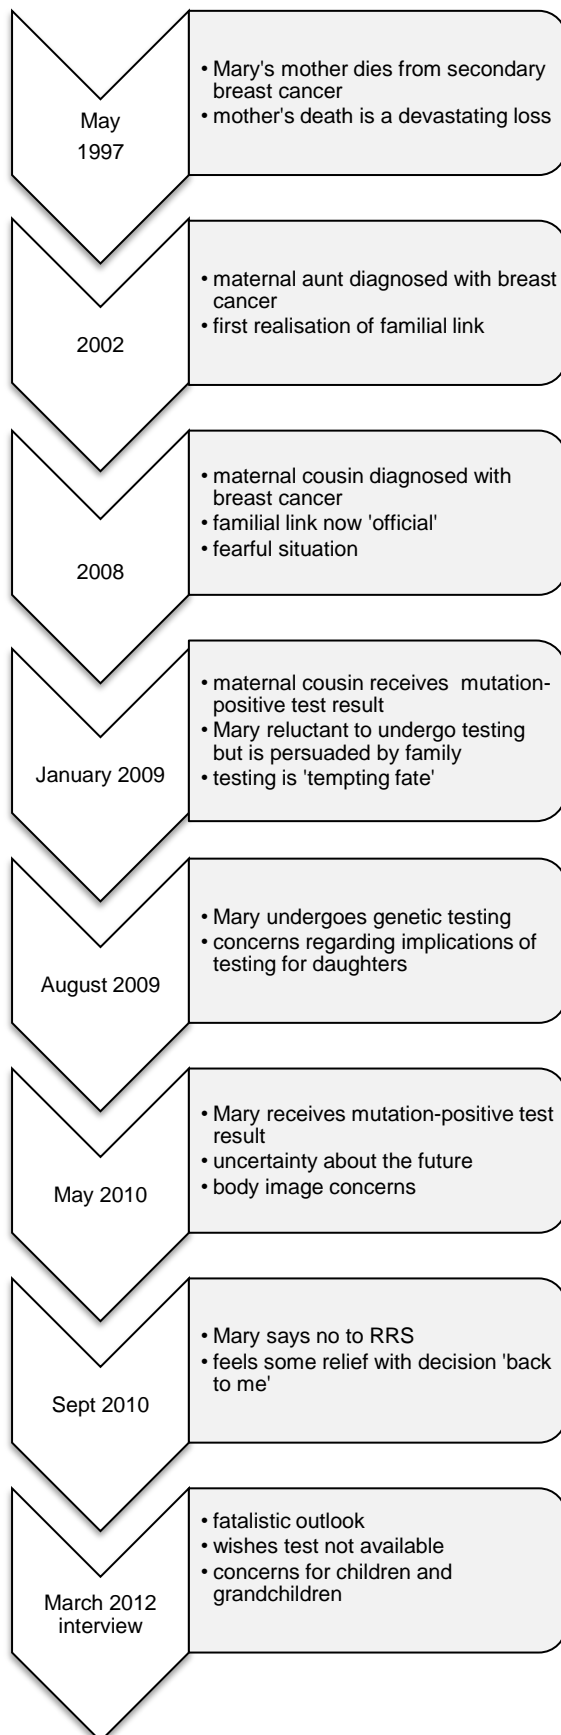 May
1997
• Mary's mother dies from secondary
breast cancer
• mother's death is a devastating loss
2002
• maternal aunt diagnosed with breast
cancer
• first realisation of familial link
2008
• maternal cousin diagnosed with
breast cancer
• familial link now 'official'
• fearful situation
January 2009
• maternal cousin receives mutation-
positive test result
• Mary reluctant to undergo testing
but is persuaded by family
• testing is 'tempting fate'
August 2009
• Mary undergoes genetic testing
• concerns regarding implications of
testing for daughters
May 2010
• Mary receives mutation-positive test
result
• uncertainty about the future
• body image concerns
Sept 2010
• Mary says no to RRS
• feels some relief with decision 'back
to me'
March 2012
interview
• fatalistic outlook
• wishes test not available
• concerns for children and
grandchildren